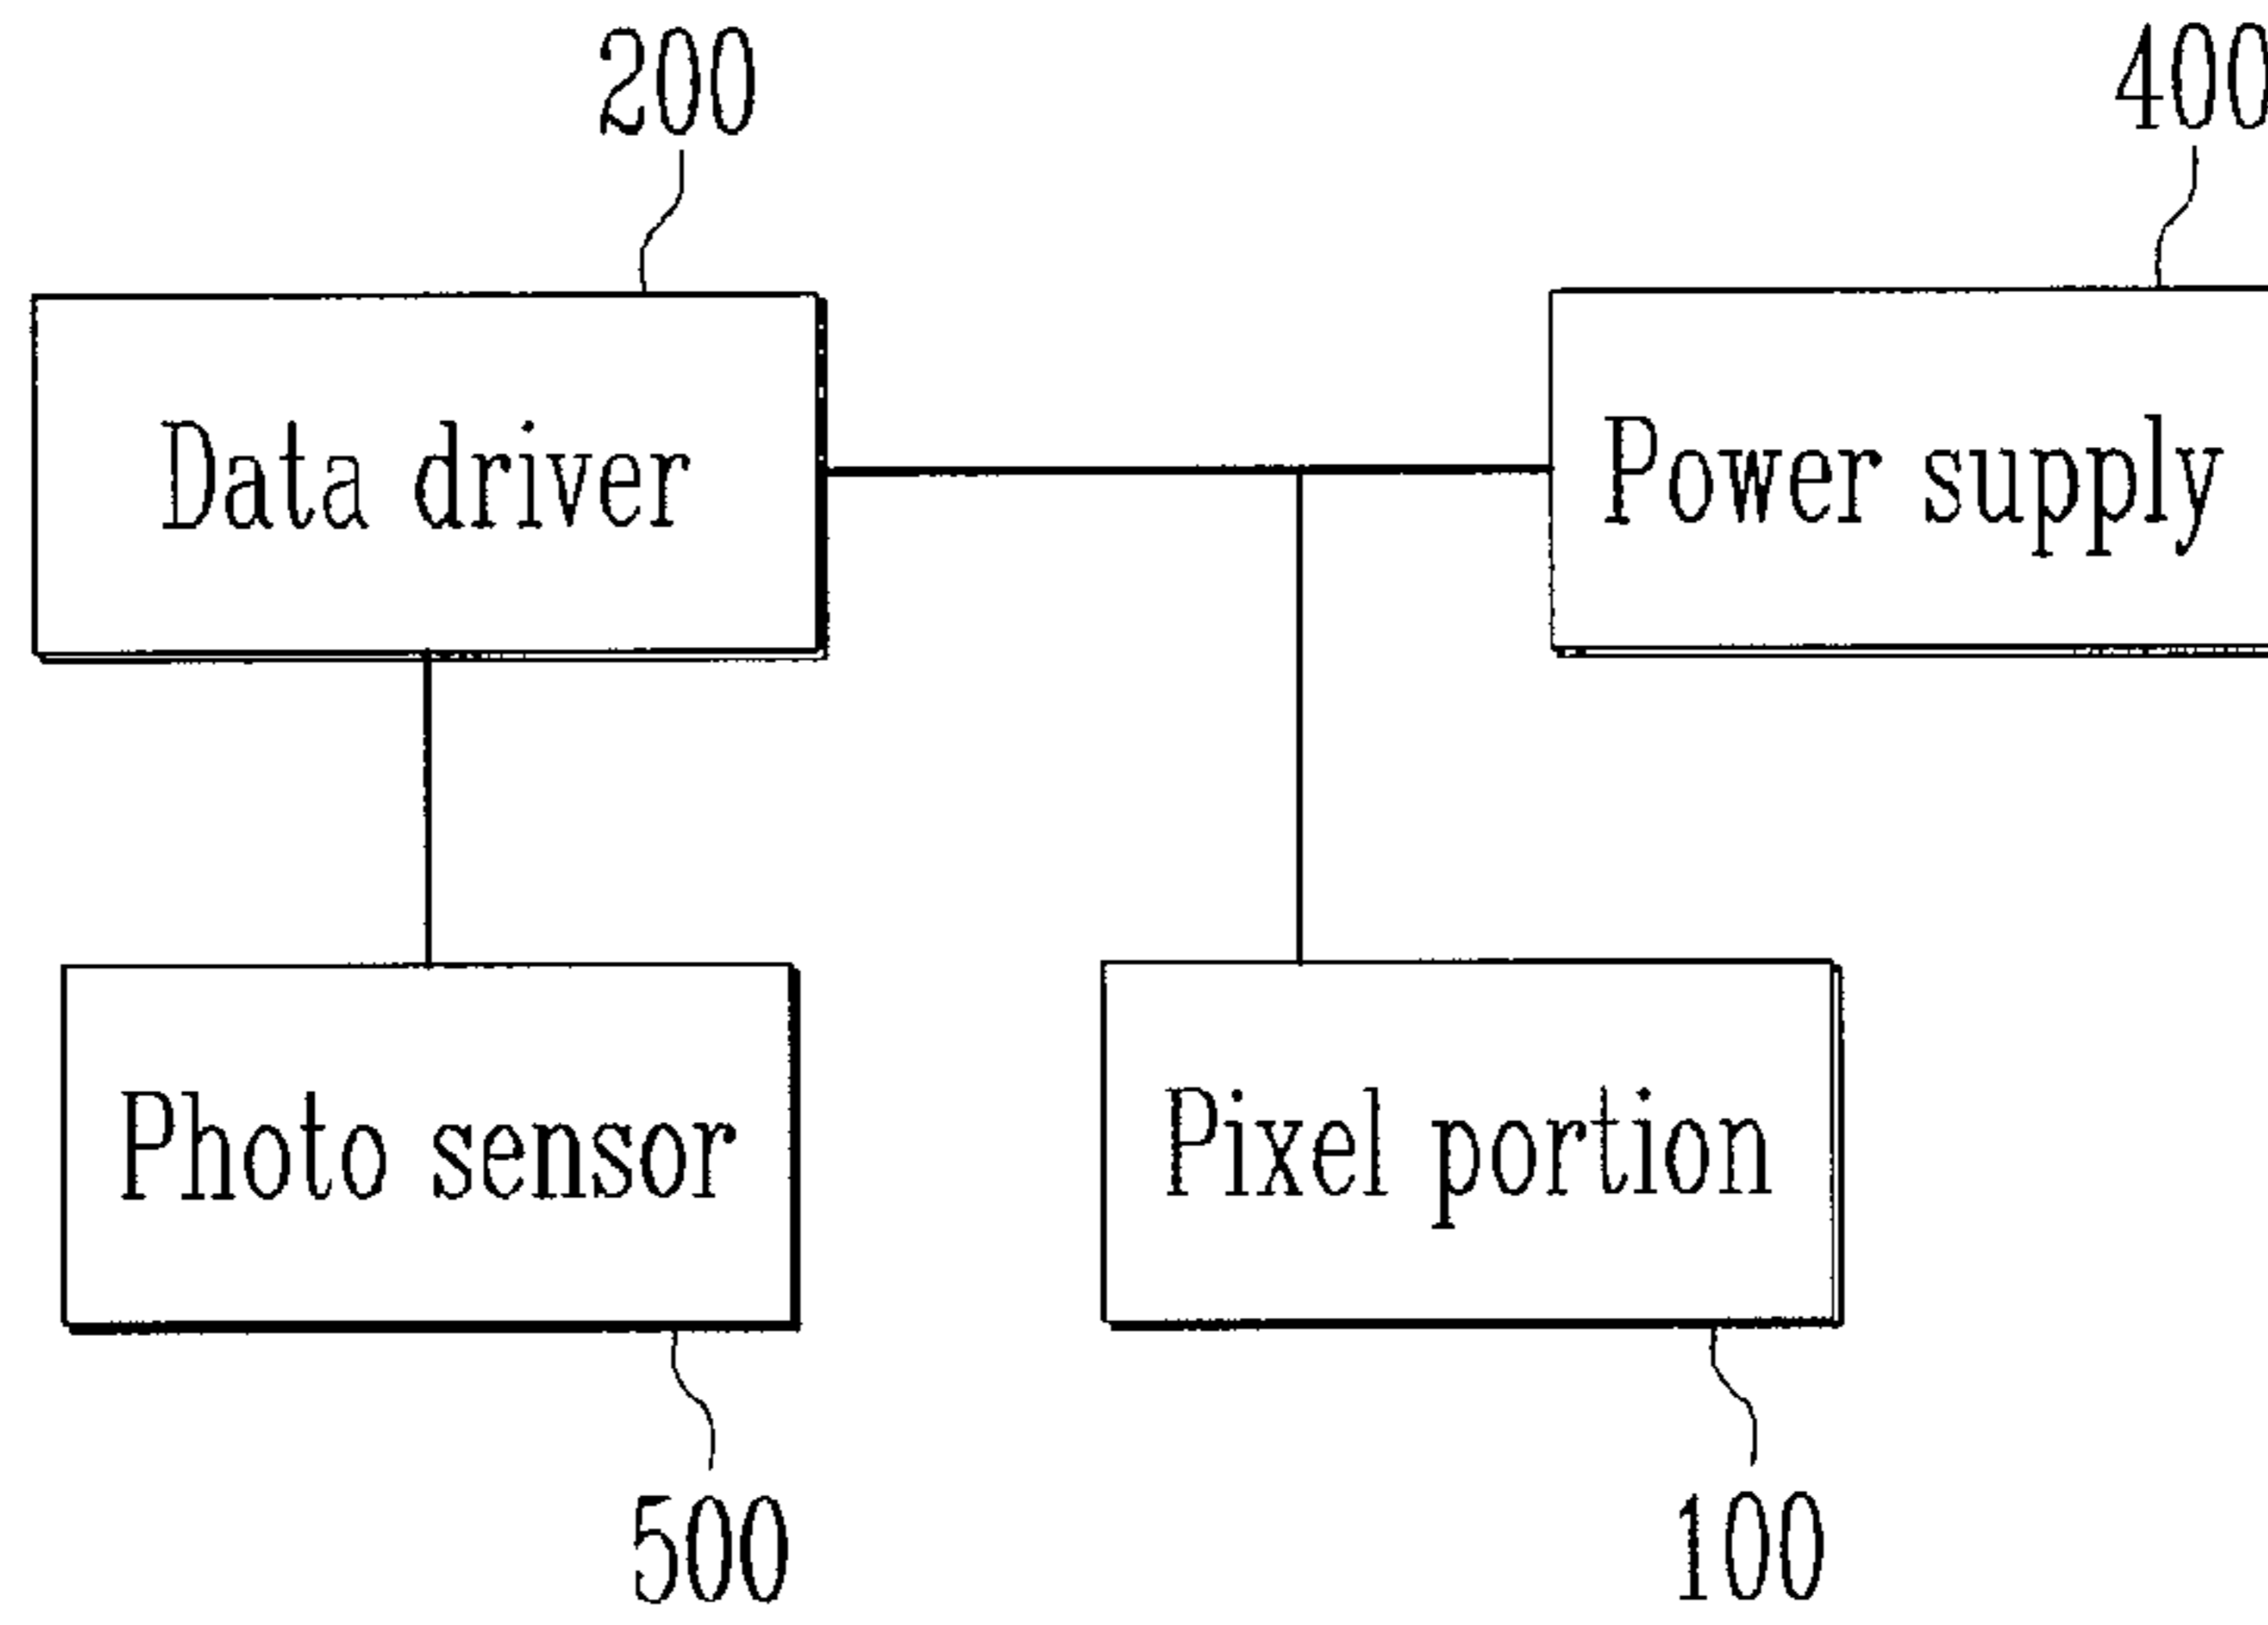 200
400
Data driver
Power supply
Photo sensor
Pixel portion
500
100